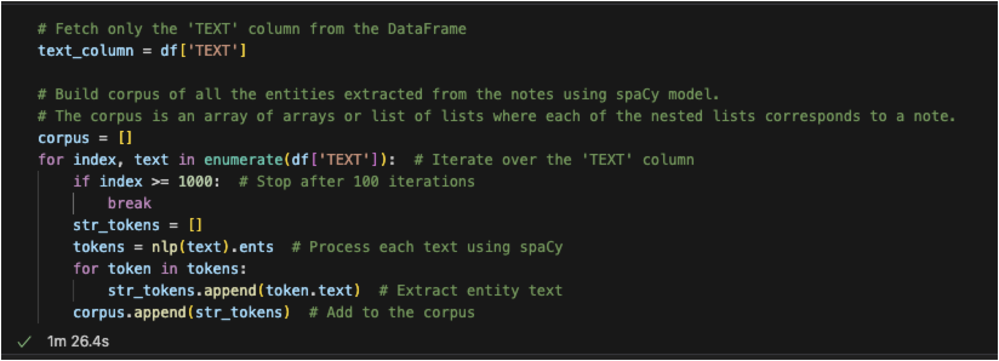 # Fetch only the 'TEXT' column from the DataFrame
text_column = df['TEXT']
# Build corpus of all the entities extracted from the notes using spaCy model.
# The corpus is an array of arrays or list of lists where each of the nested lists corresponds to a note.
corpus = []
for index, text in enumerate(df['TEXT']):  # Iterate over the 'TEXT' column
    if index >= 1000:  # Stop after 100 iterations
        break
    str_tokens = []
    tokens = nlp(text).ents  # Process each text using spaCy
    for token in tokens:
        str_tokens.append(token.text)  # Extract entity text
    corpus.append(str_tokens)  # Add to the corpus
✓ 1m 26.4s